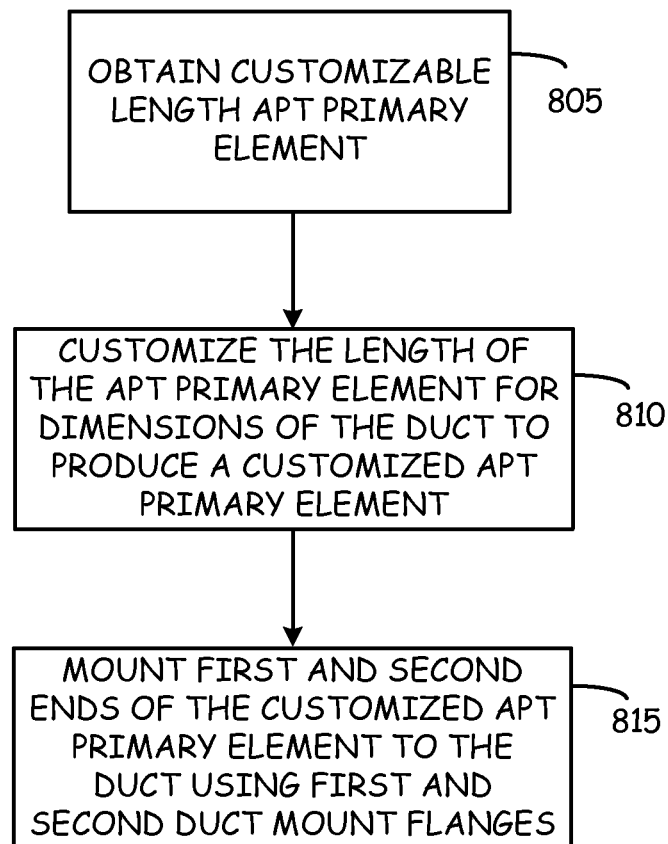 OBTAIN CUSTOMIZABLE
LENGTH APT PRIMARY
ELEMENT
805
CUSTOMIZE THE LENGTH OF
THE APT PRIMARY ELEMENT FOR
DIMENSIONS OF THE DUCT TO
PRODUCE A CUSTOMIZED APT
PRIMARY ELEMENT
810
MOUNT FIRST AND SECOND
ENDS OF THE CUSTOMIZED APT
PRIMARY ELEMENT TO THE
DUCT USING FIRST AND
SECOND DUCT MOUNT FLANGES
815